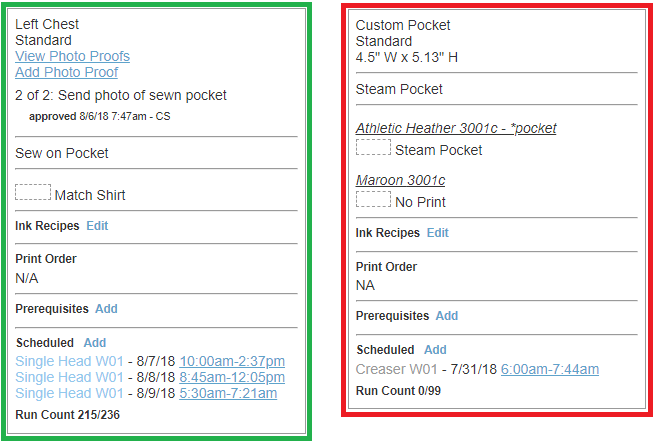 Left Chest
Standard
View Photo Proofs
Add Photo Proof
2 of 2: Send photo of sewn pocket
approved 8/6/18 7:47am - CS
Sew on Pocket
Match Shirt
Ink Recipes Edit
Print Order
N/A
Prerequisites Add
Scheduled Add
Single Head W01 - 8/7/18 10:00am-2:37pm
Single Head W01 - 8/8/18 8:45am-12:05pm
Single Head W01 - 8/9/18 5:30am-7:21am
Run Count 215/236
Custom Pocket
Standard
4.5" W x 5.13" H
Steam Pocket
Athletic Heather 3001c - *pocket
Steam Pocket
Maroon 3001c
No Print
Ink Recipes Edit
Print Order
NA
Prerequisites Add
Scheduled Add
Creaser W01 - 7/31/18 6:00am-7:44am
Run Count 0/99